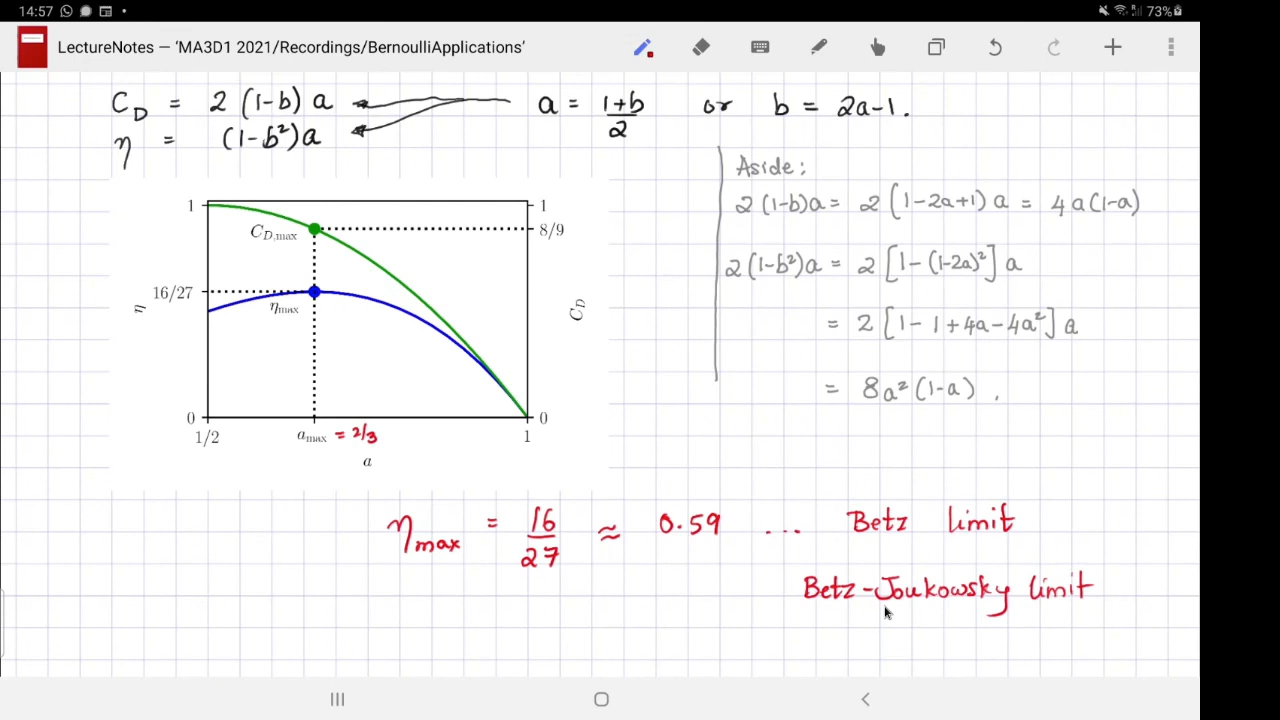 14:57 73%
LectureNotes — ‘MA3D1 2021/Recordings/BernoulliApplications’
C_D = 2 (1-b) a a = (1+b)/2 or b = 2a-1.
η = (1-b²)a
Aside:
2(1-b)a = 2(1-2a+1)a = 4a(1-a)
2(1-b²)a = 2[1-(1-2a)²]a
= 2[1-1+4a-4a²]a
= 8a²(1-a).
1 1
C_D,max 8/9
16/27
η_max
η C_D
0 0
1/2 a_max = 2/3 1
a
η_max = 16/27 ≈ 0.59 ... Betz limit
Betz-Joukowsky limit